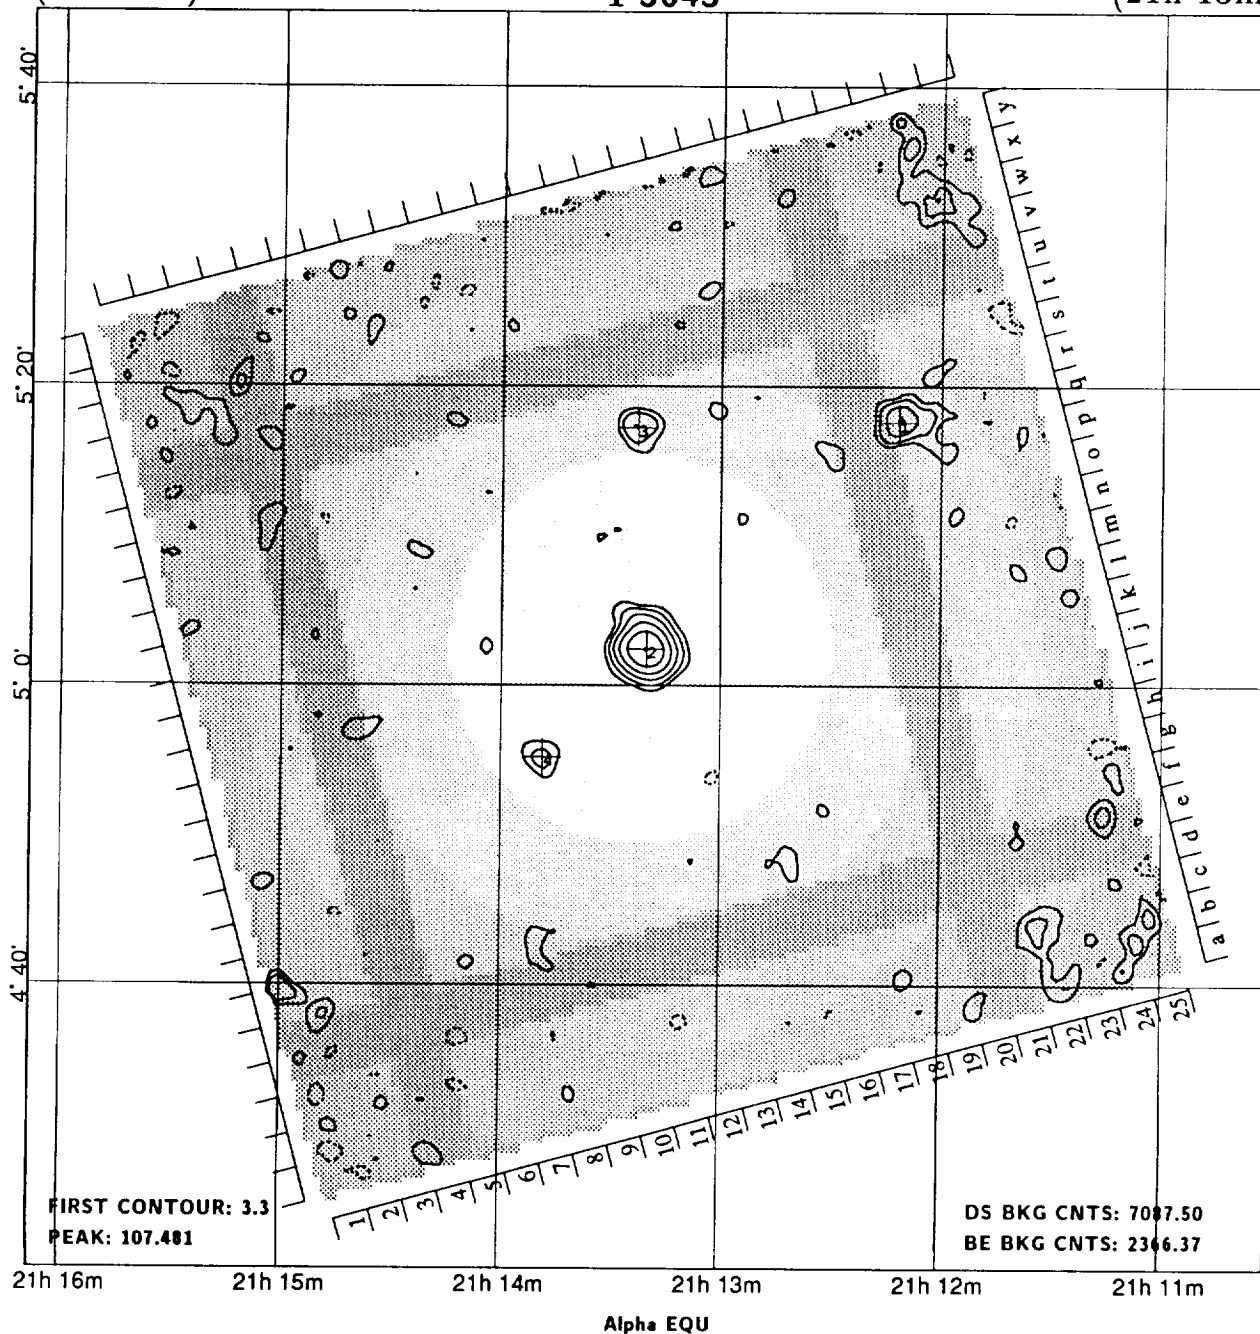 5° 40'
5° 20'
5° 0'
4° 40'
y
x
w
v
u
t
s
r
q
p
o
n
m
l
k
j
i
h
g
f
e
d
c
b
a
3
2
1 2 3 4 5 6 7 8 9 10 11 12 13 14 15 16 17 18 19 20 21 22 23 24 25
FIRST CONTOUR: 3.3
PEAK: 107.481
DS BKG CNTS: 7087.50
BE BKG CNTS: 2366.37
21h 16m 21h 15m 21h 14m 21h 13m 21h 12m 21h 11m
Alpha EQU